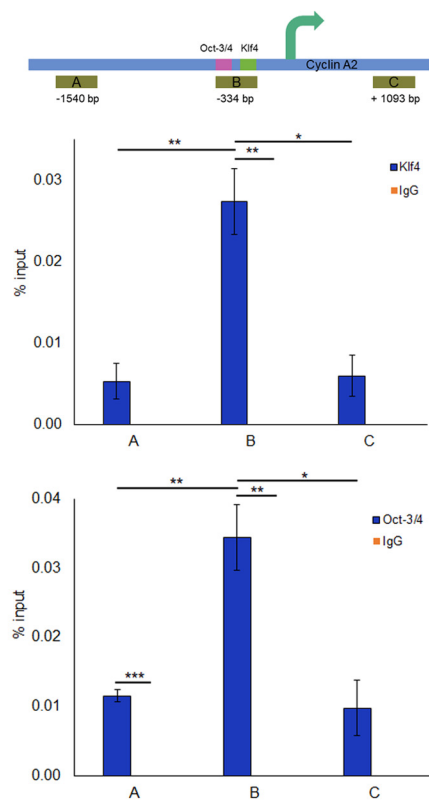 Oct-3/4 Klf4
Cyclin A2
A B C
-1540 bp -334 bp + 1093 bp
** *
**
0.03
Klf4
IgG
0.02
% input
0.01
0.00
A B C
** *
0.04
**
Oct-3/4
IgG
0.03
% input
0.02
0.01
***
0.00
A B C